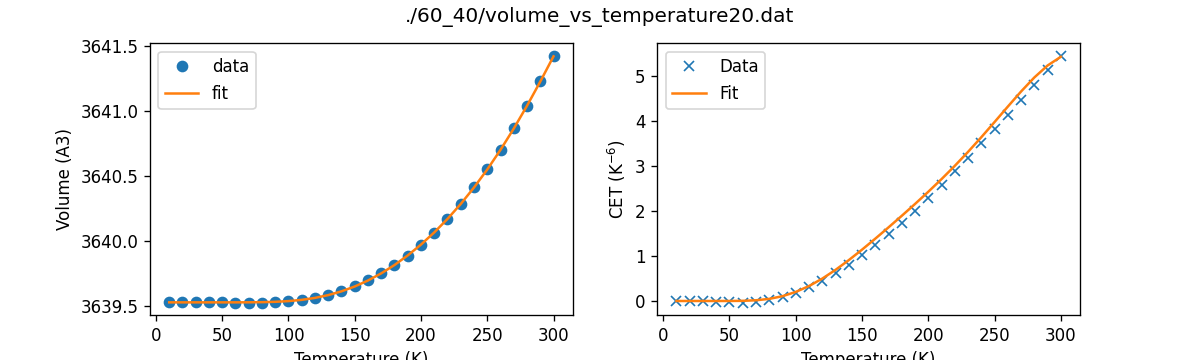 ./60_40/volume_vs_temperature20.dat
3641.5
3641.0
3640.5
3640.0
3639.5
Volume (A3)
data
fit
0 50 100 150 200 250 300
Temperature (K)
5
4
3
2
1
0
CET (K⁻⁶)
Data
Fit
0 50 100 150 200 250 300
Temperature (K)